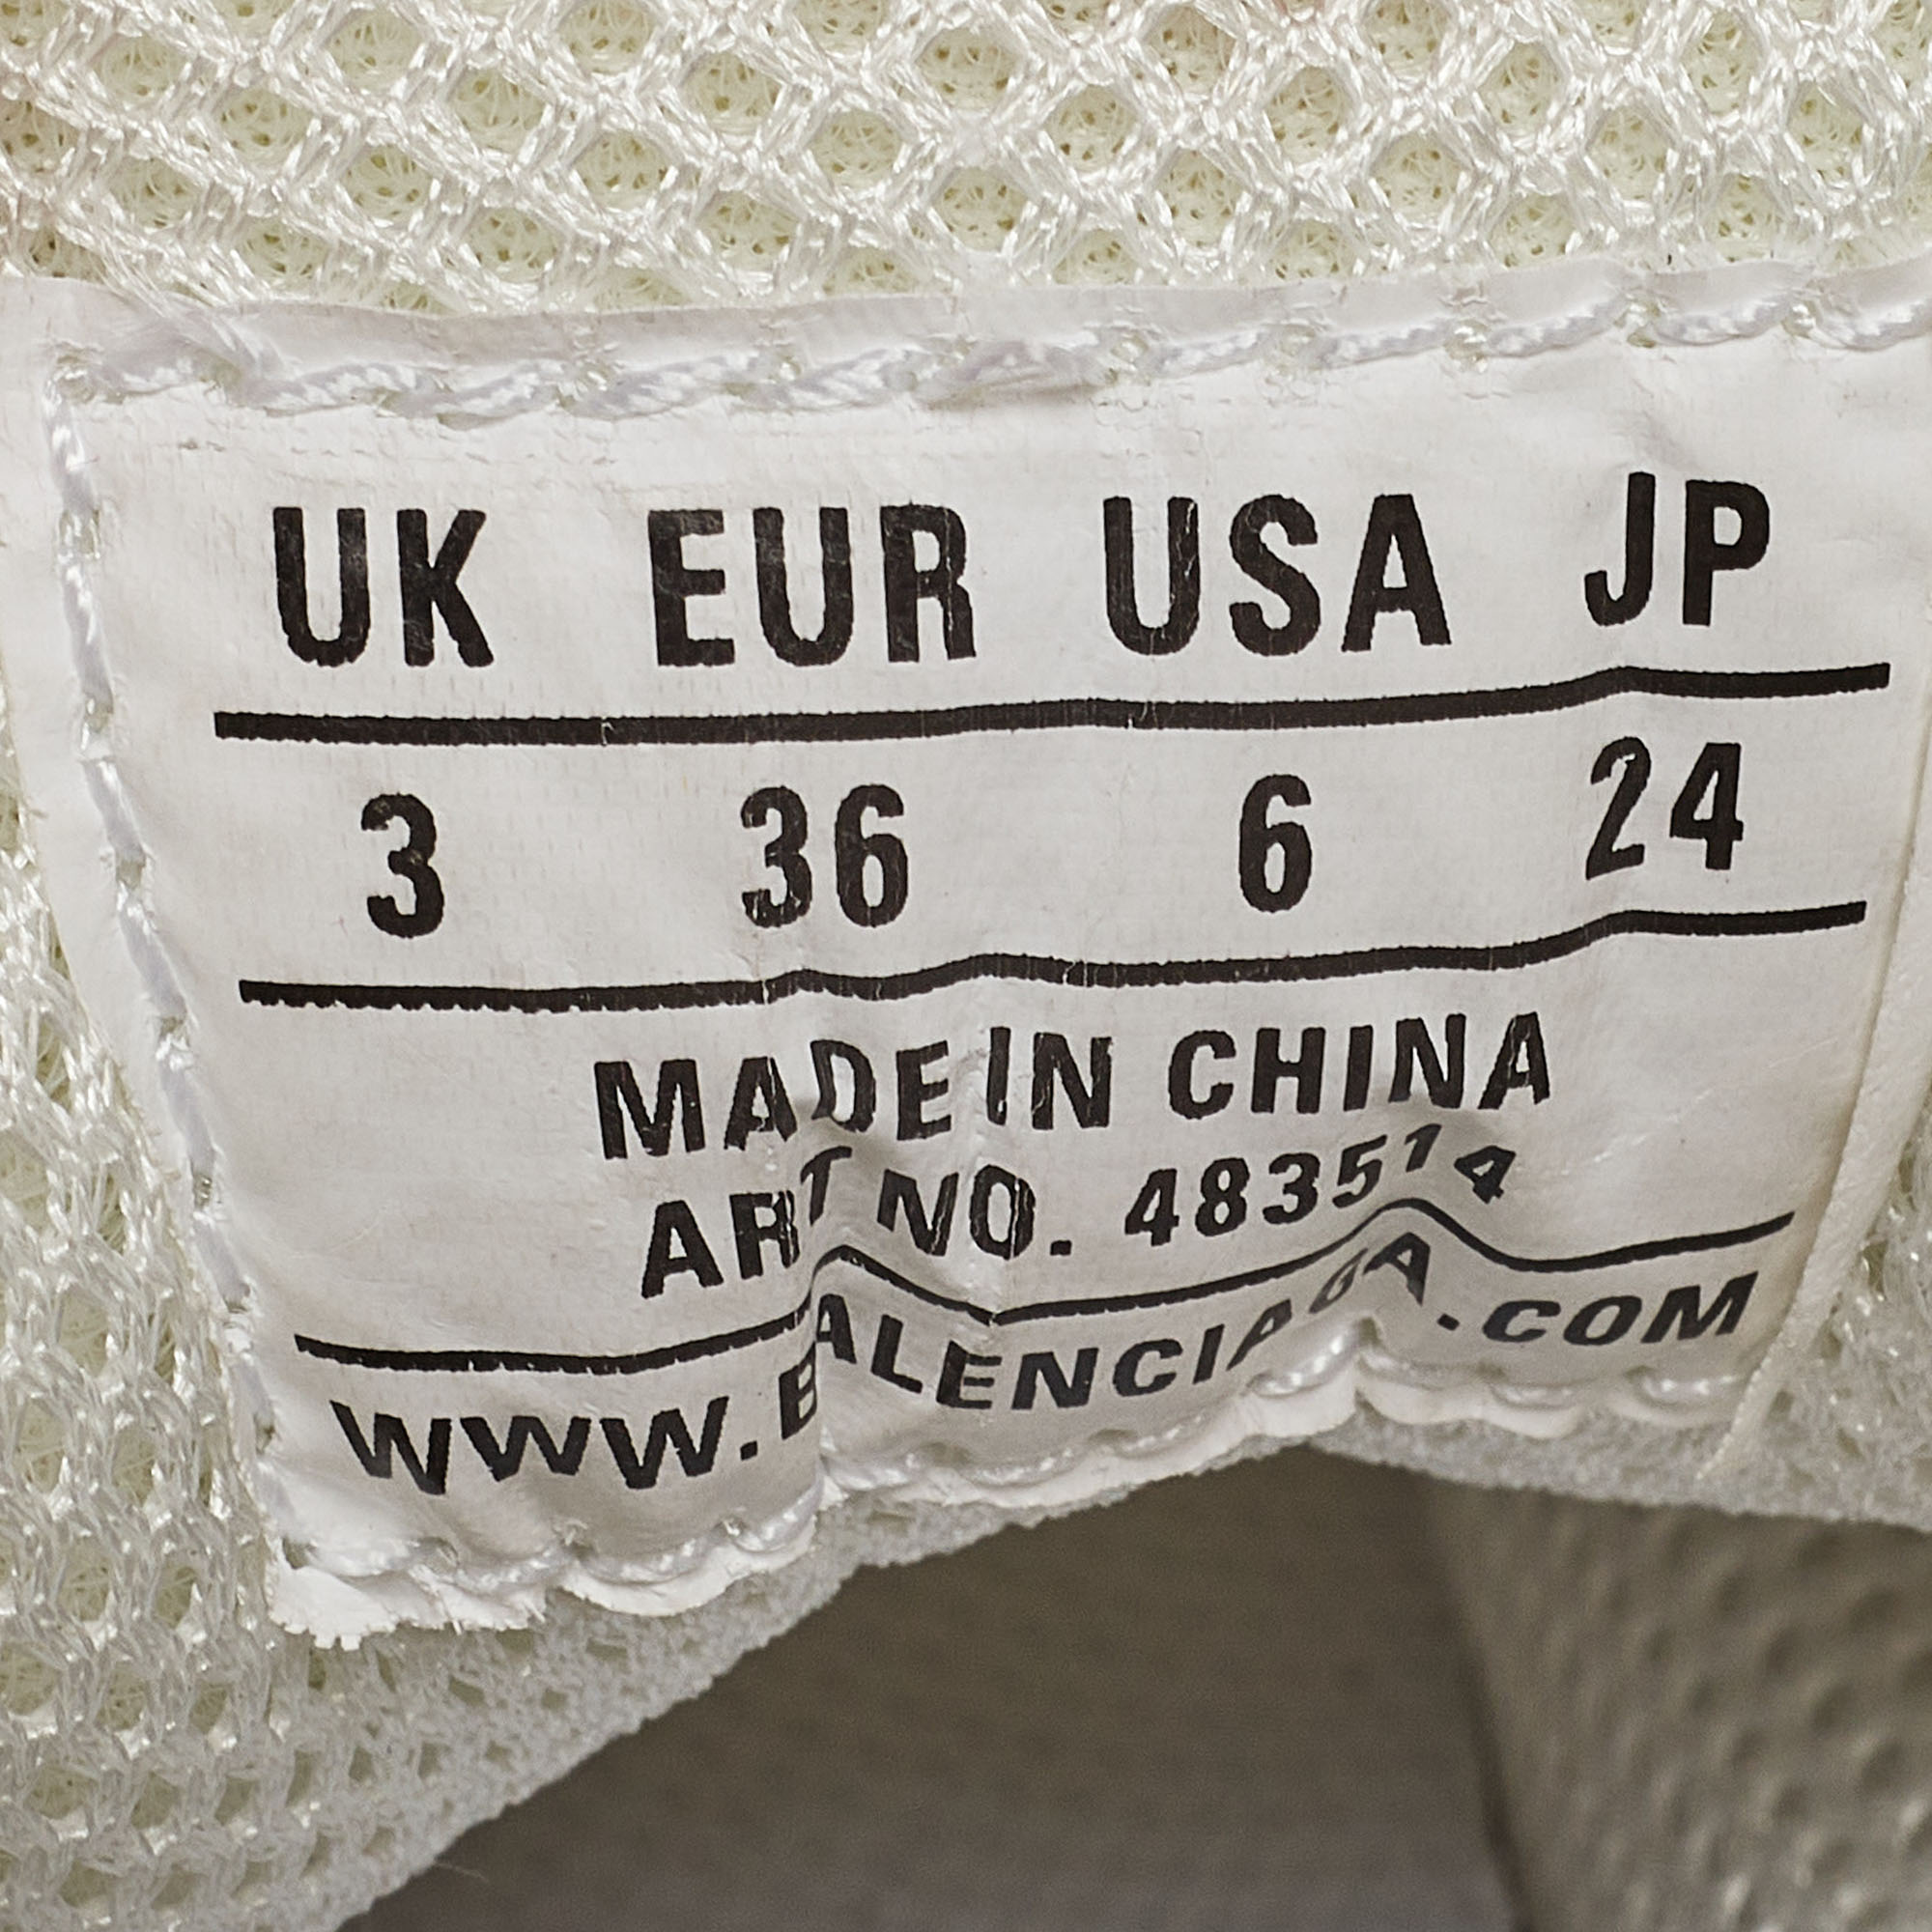 UK EUR USA JP
3 36 6 24
MADE IN CHINA
ART NO. 483514
WWW.BALENCIAGA.COM